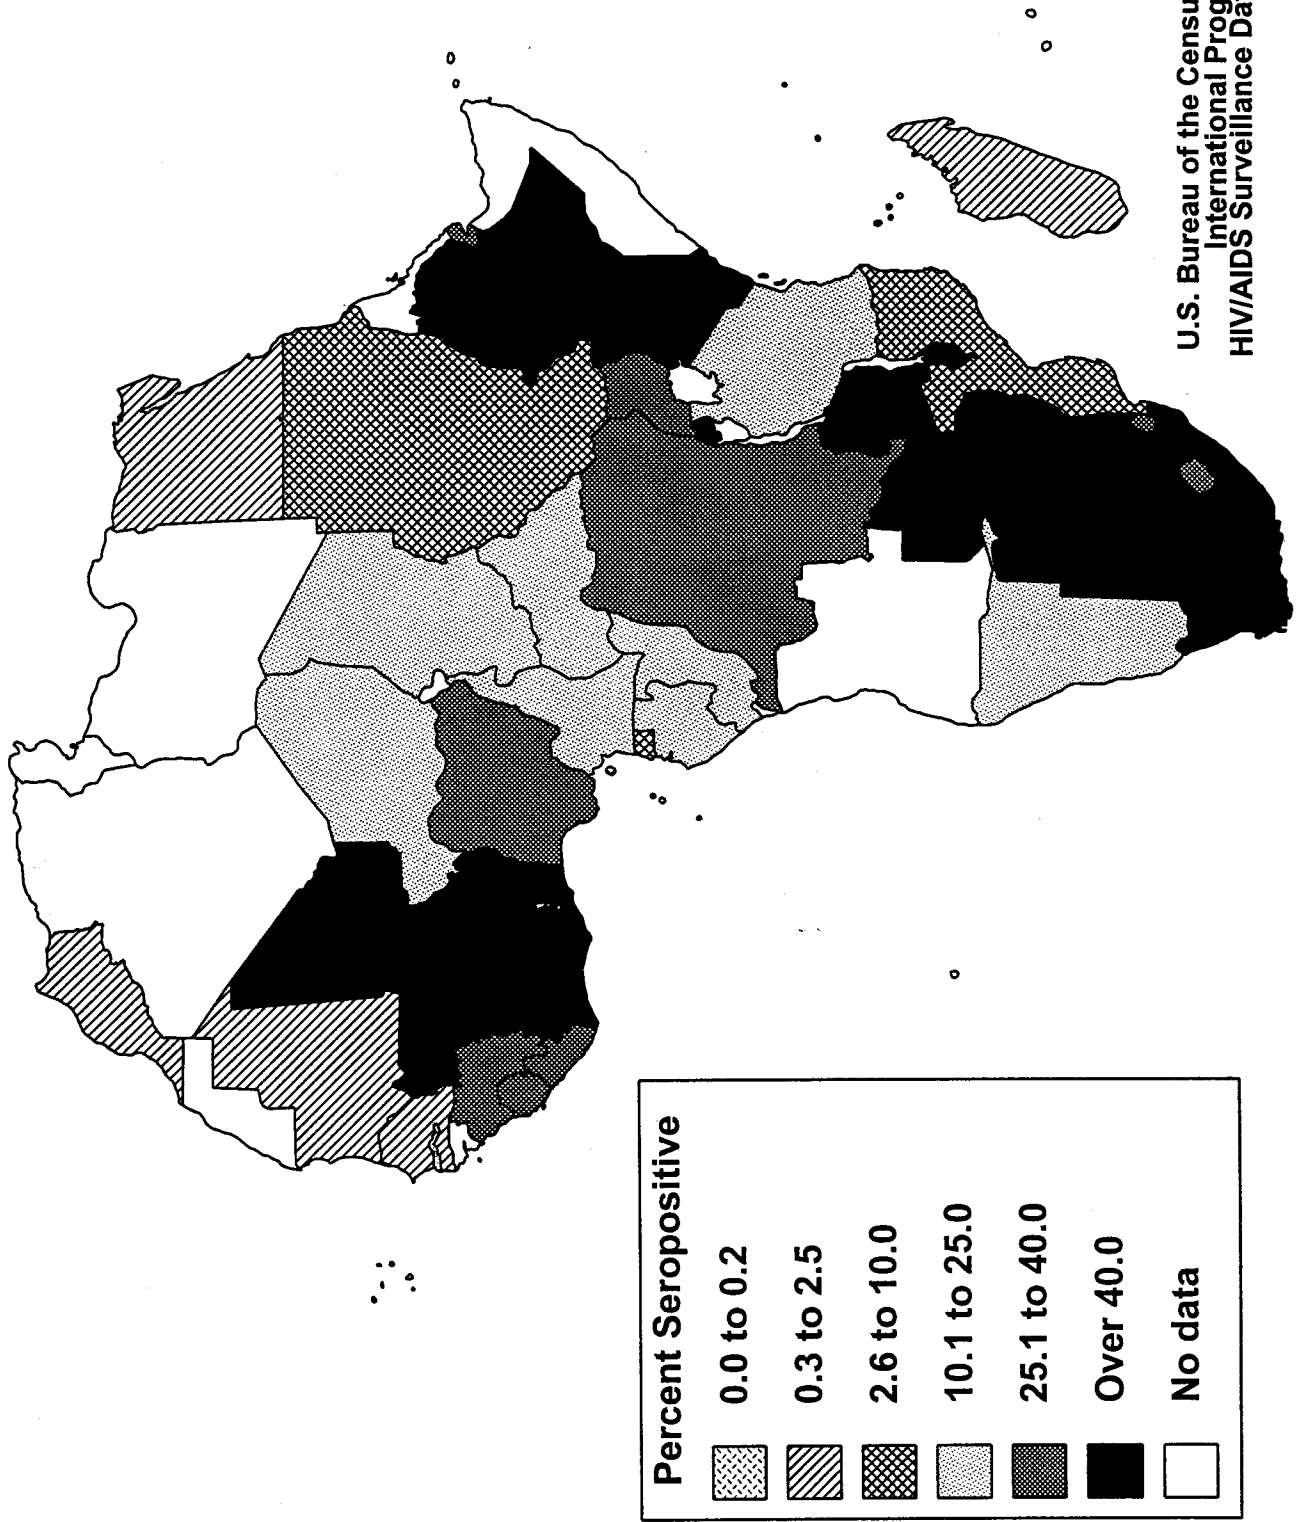 Percent Seropositive
0.0 to 0.2
0.3 to 2.5
2.6 to 10.0
10.1 to 25.0
25.1 to 40.0
Over 40.0
No data
U.S. Bureau of the Censu
International Prog
HIV/AIDS Surveillance Da